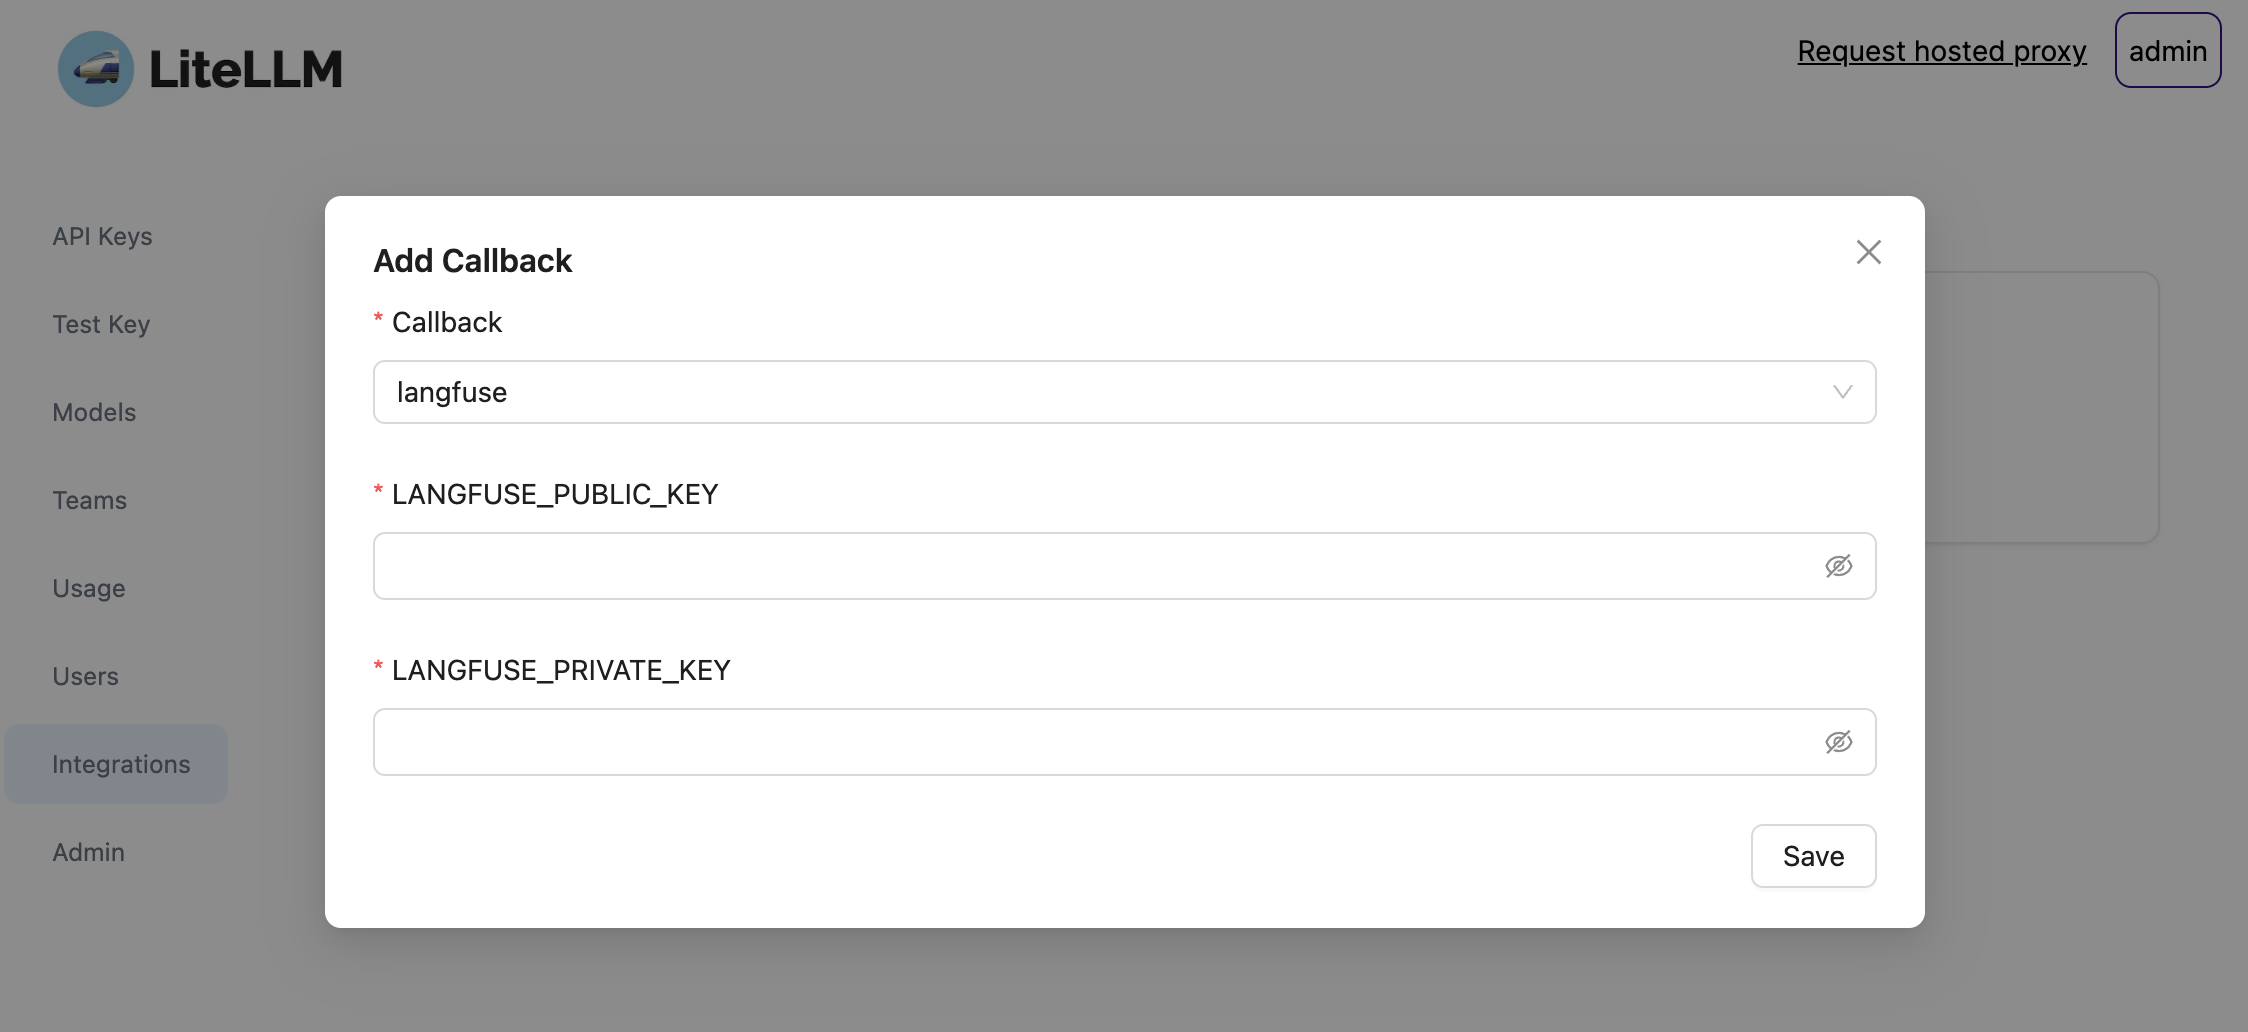 LiteLLM
Request hosted proxy
admin
API Keys
Test Key
Models
Teams
Usage
Users
Integrations
Admin
Add Callback
* Callback
langfuse
* LANGFUSE_PUBLIC_KEY
* LANGFUSE_PRIVATE_KEY
Save